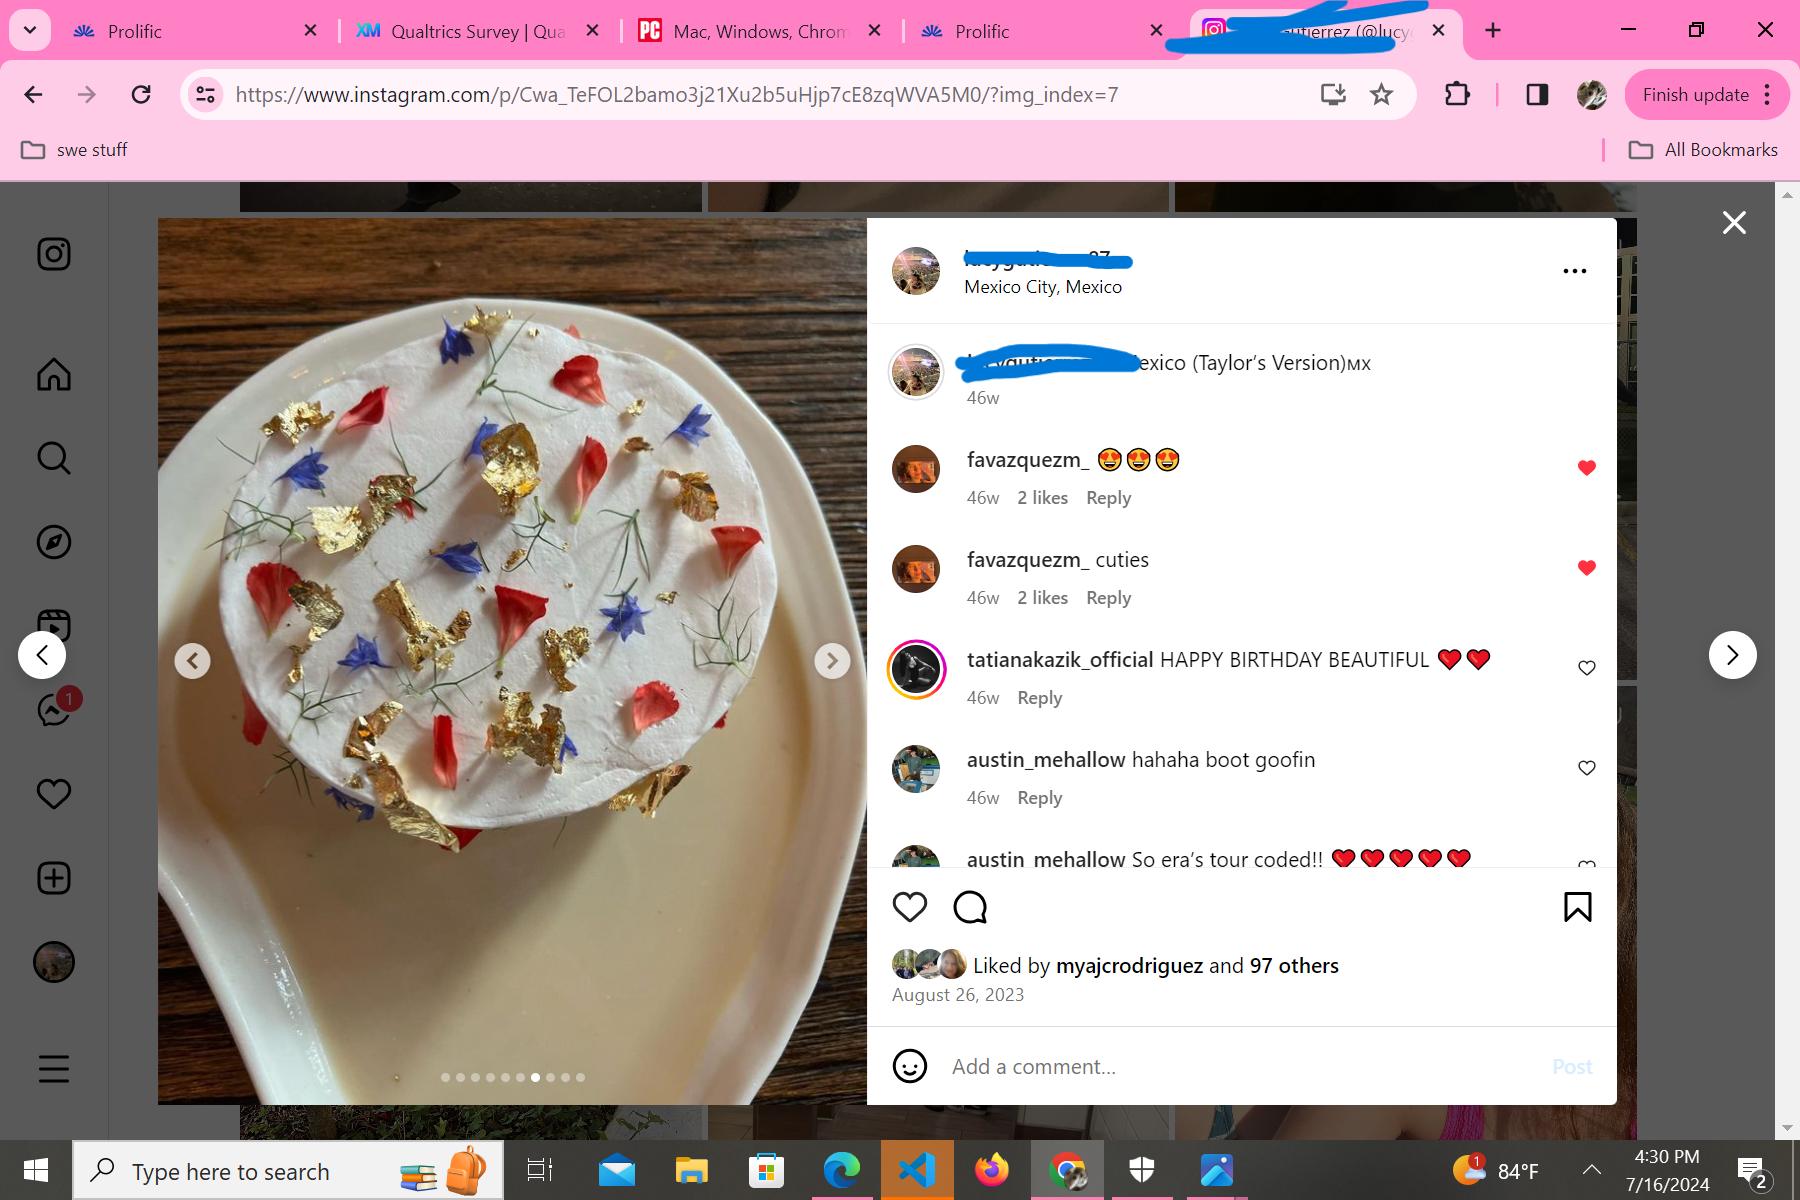 Prolific
Qualtrics Survey | Qua
Mac, Windows, Chrom
Prolific
(@lucy
https://www.instagram.com/p/Cwa_TeFOL2bamo3j21Xu2b5uHjp7cE8zqWVA5M0/?img_index=7
Finish update
swe stuff
All Bookmarks
Mexico City, Mexico
exico (Taylor's Version)MX
46w
favazquezm_ 😍😍😍
46w 2 likes Reply
favazquezm_ cuties
46w 2 likes Reply
tatianakazik_official HAPPY BIRTHDAY BEAUTIFUL ❤️❤️
46w Reply
austin_mehallow hahaha boot goofin
46w Reply
austin_mehallow So era's tour coded!! ❤️❤️❤️❤️❤️
1
Liked by myajcrodriguez and 97 others
August 26, 2023
Add a comment...
Post
Type here to search
1
84°F
4:30 PM
7/16/2024
2